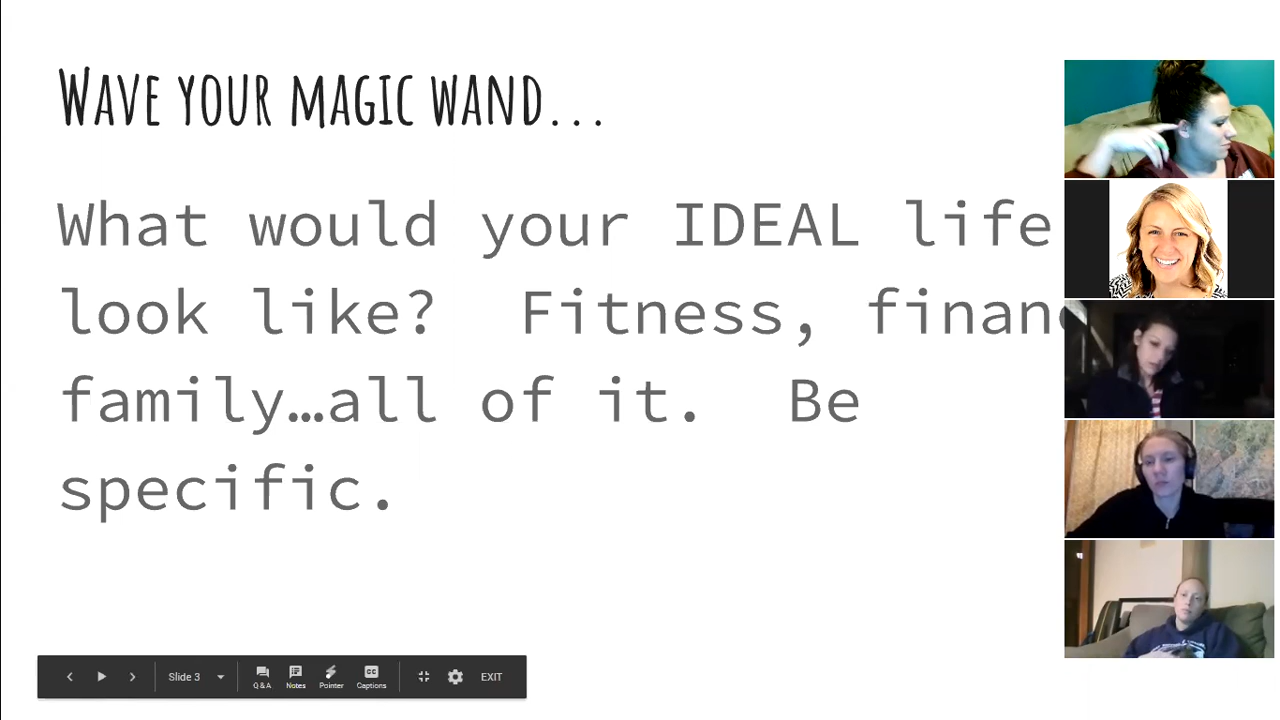 Wave your magic wand...
What would your IDEAL life
look like?  Fitness, finan
family…all of it.  Be
specific.
Slide 3
Q&A Notes Pointer Captions EXIT